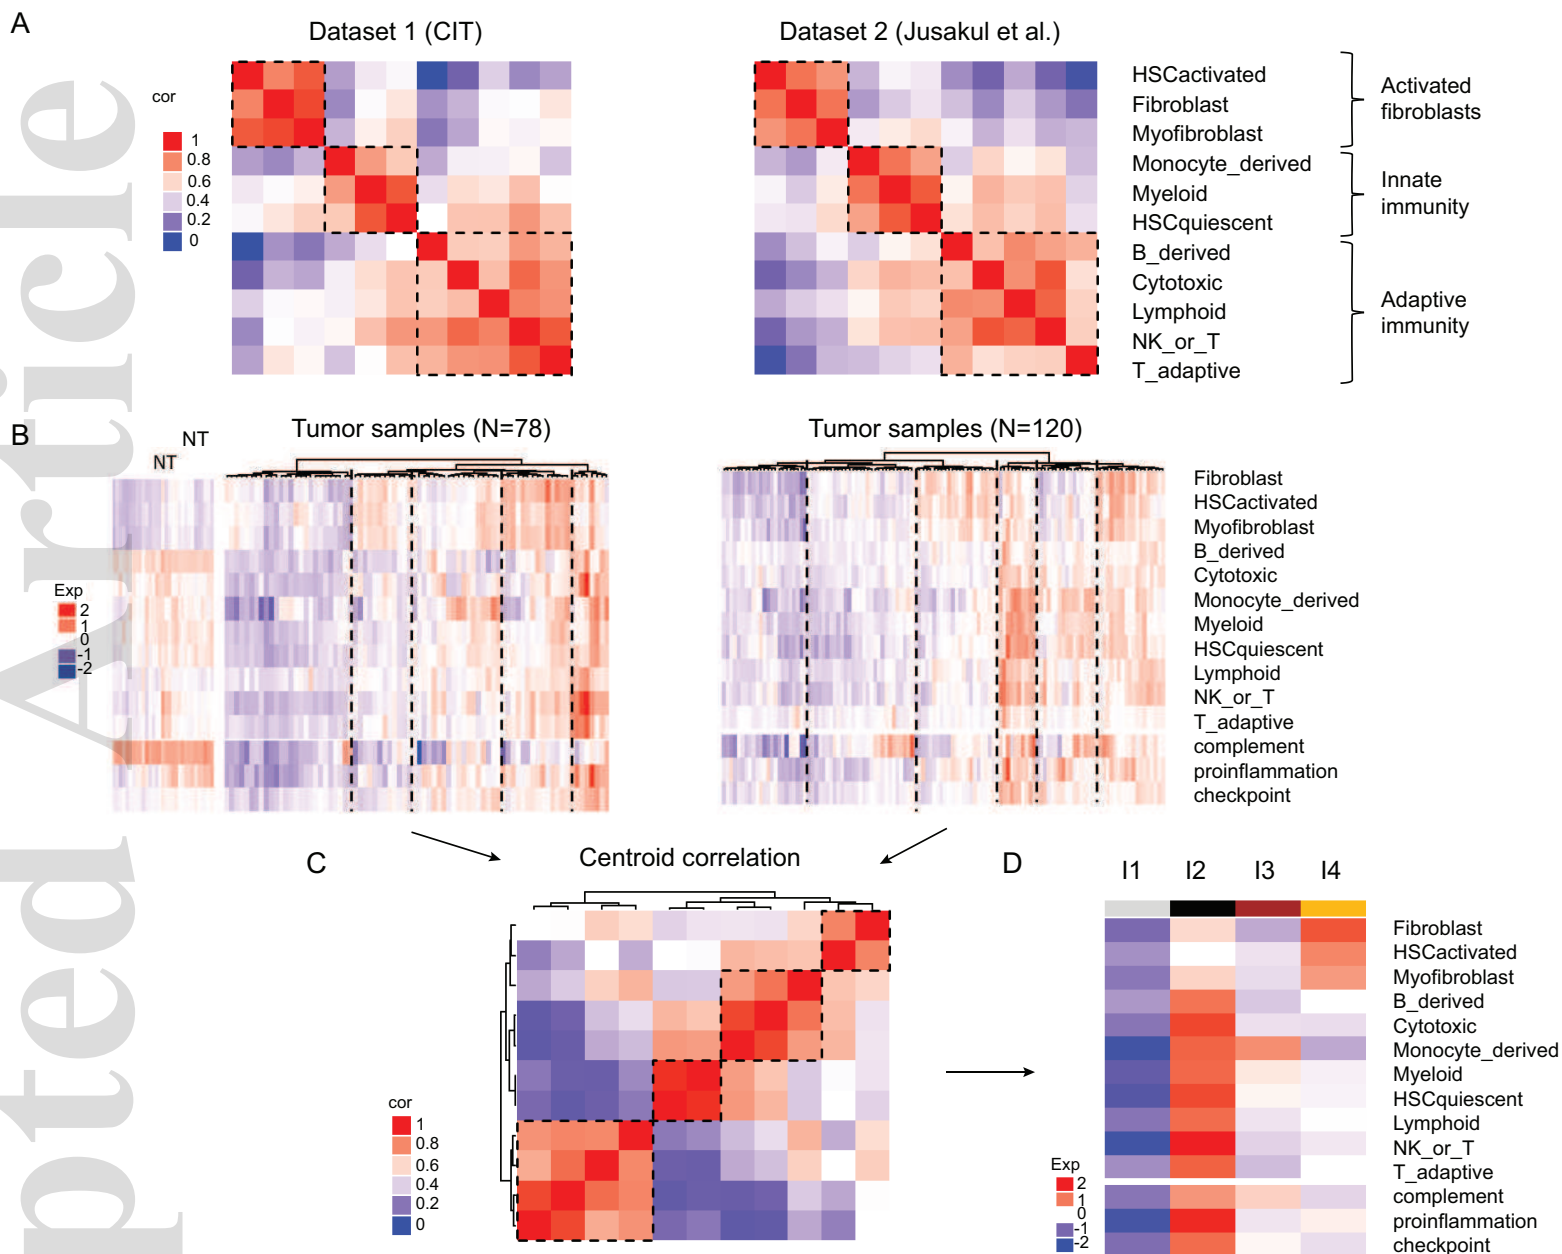 A
Dataset 1 (CIT)
Dataset 2 (Jusakul et al.)
cor
1
0.8
0.6
0.4
0.2
0
HSCactivated
Fibroblast
Myofibroblast
Monocyte_derived
Myeloid
HSCquiescent
B_derived
Cytotoxic
Lymphoid
NK_or_T
T_adaptive
Activated
fibroblasts
Innate
immunity
Adaptive
immunity
B
NT
NT
Tumor samples (N=78)
Tumor samples (N=120)
Exp
2
1
0
-1
-2
Fibroblast
HSCactivated
Myofibroblast
B_derived
Cytotoxic
Monocyte_derived
Myeloid
HSCquiescent
Lymphoid
NK_or_T
T_adaptive
complement
proinflammation
checkpoint
C
Centroid correlation
cor
1
0.8
0.6
0.4
0.2
0
D
I1
I2
I3
I4
Fibroblast
HSCactivated
Myofibroblast
B_derived
Cytotoxic
Monocyte_derived
Myeloid
HSCquiescent
Lymphoid
NK_or_T
T_adaptive
complement
proinflammation
checkpoint
Exp
2
1
0
-1
-2
pted Article